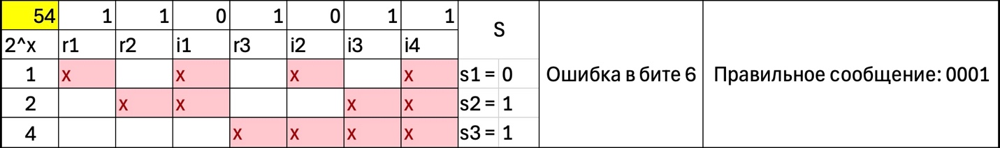 54 1 1 0 1 0 1 1 S
2^x r1 r2 i1 r3 i2 i3 i4
1 x x x x s1 = 0 Ошибка в бите 6 Правильное сообщение: 0001
2 x x x x s2 = 1
4 x x x x s3 = 1